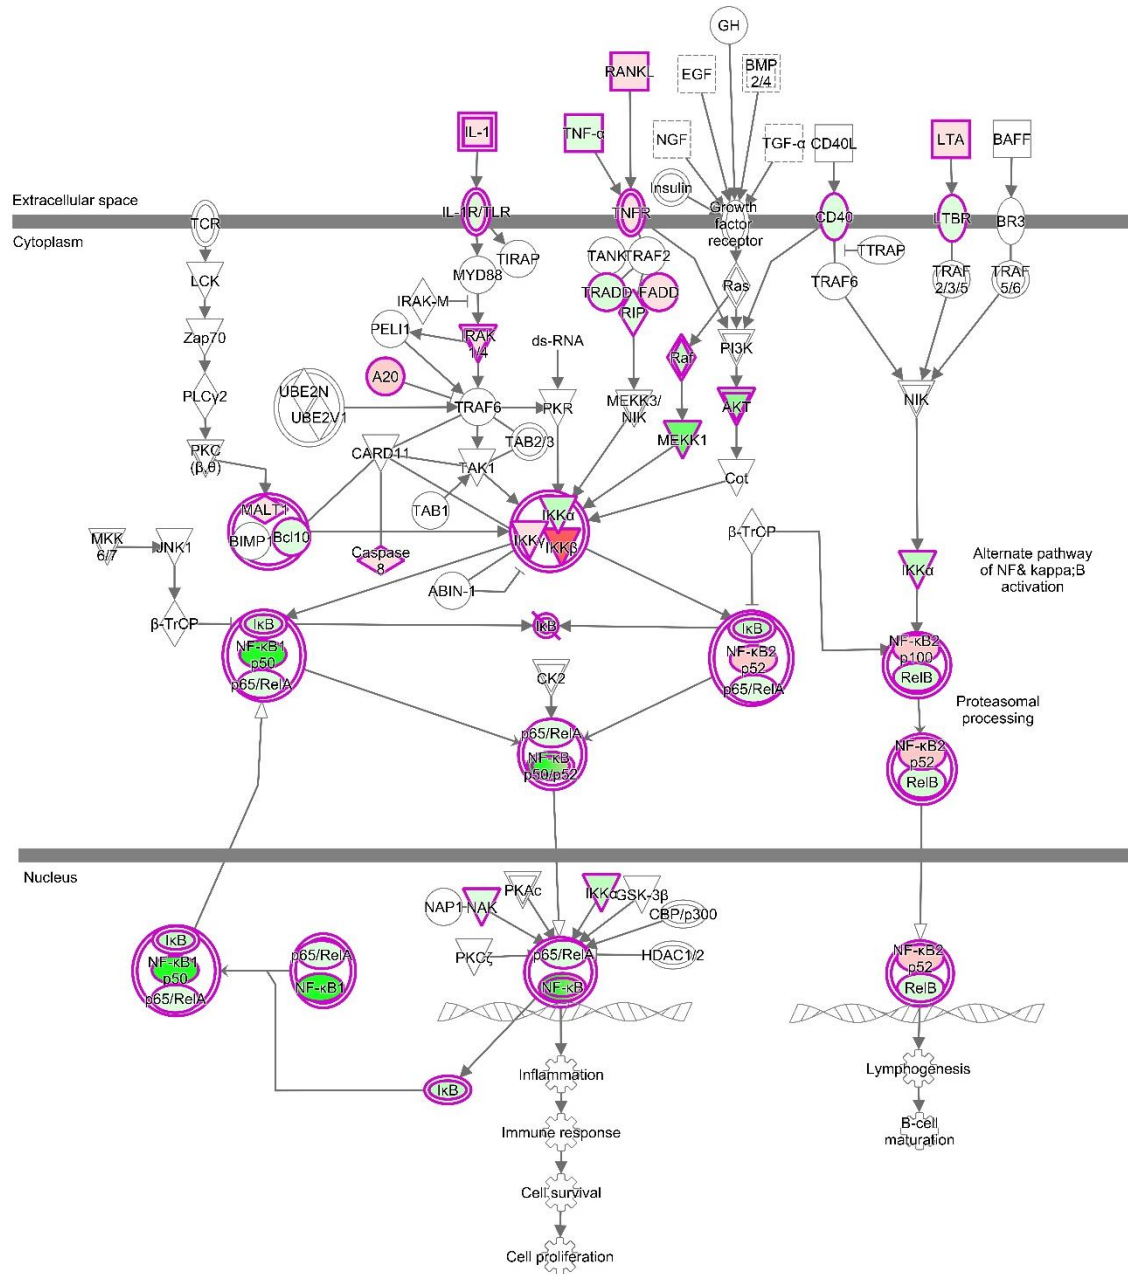 GH
RANKL
EGF
BMP
2/4
IL-1
TNF-α
NGF
TGF-α
CD40L
LTA
BAFF
Insulin
Extracellular space
TCR
IL-1R/TLR
TNFR
Growth
factor
receptor
CD40
LTBR
BR3
Cytoplasm
TIRAP
TANK
TRAF2
TTRAP
LCK
MYD88
TRAF6
TRAF
2/3/5
TRAF
5/6
IRAK-M
TRADD
FADD
RIP
Ras
Zap70
PELI1
IRAK
1/4
ds-RNA
Raf
PI3K
A20
PLCγ2
UBE2N
UBE2V1
TRAF6
PKR
MEKK3/
NIK
AKT
NIK
MEKK1
PKC
(β,θ)
CARD11
TAB2/3
TAK1
Cot
MALT1
TAB1
IKKα
BIMP1
Bcl10
IKKγ
IKKβ
β-TrCP
MKK
6/7
JNK1
Caspase
8
Alternate pathway
of NF& kappa;B
activation
IKKα
ABIN-1
β-TrCP
IκB
NF-κB1
p50
p65/RelA
IκB
IκB
NF-κB2
p52
p65/RelA
NF-κB2
p100
RelB
CK2
Proteasomal
processing
p65/RelA
NF-κB
p50/p52
NF-κB2
p52
RelB
Nucleus
NAP1
NAK
PKAc
IKKα
GSK-3β
CBP/p300
IκB
NF-κB1
p50
p65/RelA
p65/RelA
NF-κB1
PKCζ
p65/RelA
NF-κB
HDAC1/2
NF-κB2
p52
RelB
IκB
Inflammation
Lymphogenesis
Immune response
B-cell
maturation
Cell survival
Cell proliferation